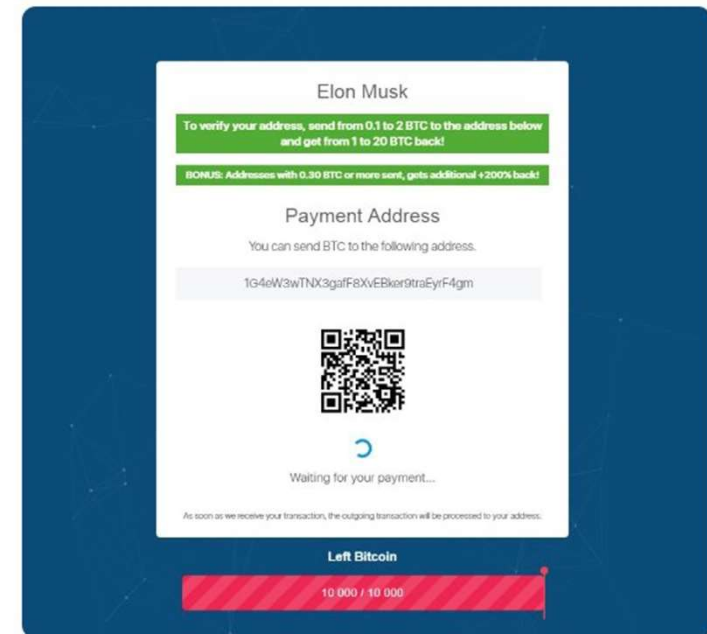 Elon Musk
To verify your address, send from 0.1 to 2 BTC to the address below
and get from 1 to 20 BTC back!
BONUS: Addresses with 0.30 BTC or more sent, gets additional +200% back!
Payment Address
You can send BTC to the following address.
1G4eW3wTNX3gafF8XvEBker9traEyrF4gm
Waiting for your payment...
As soon as we receive your transaction, the outgoing transaction will be processed to your address.
Left Bitcoin
10 000 / 10 000